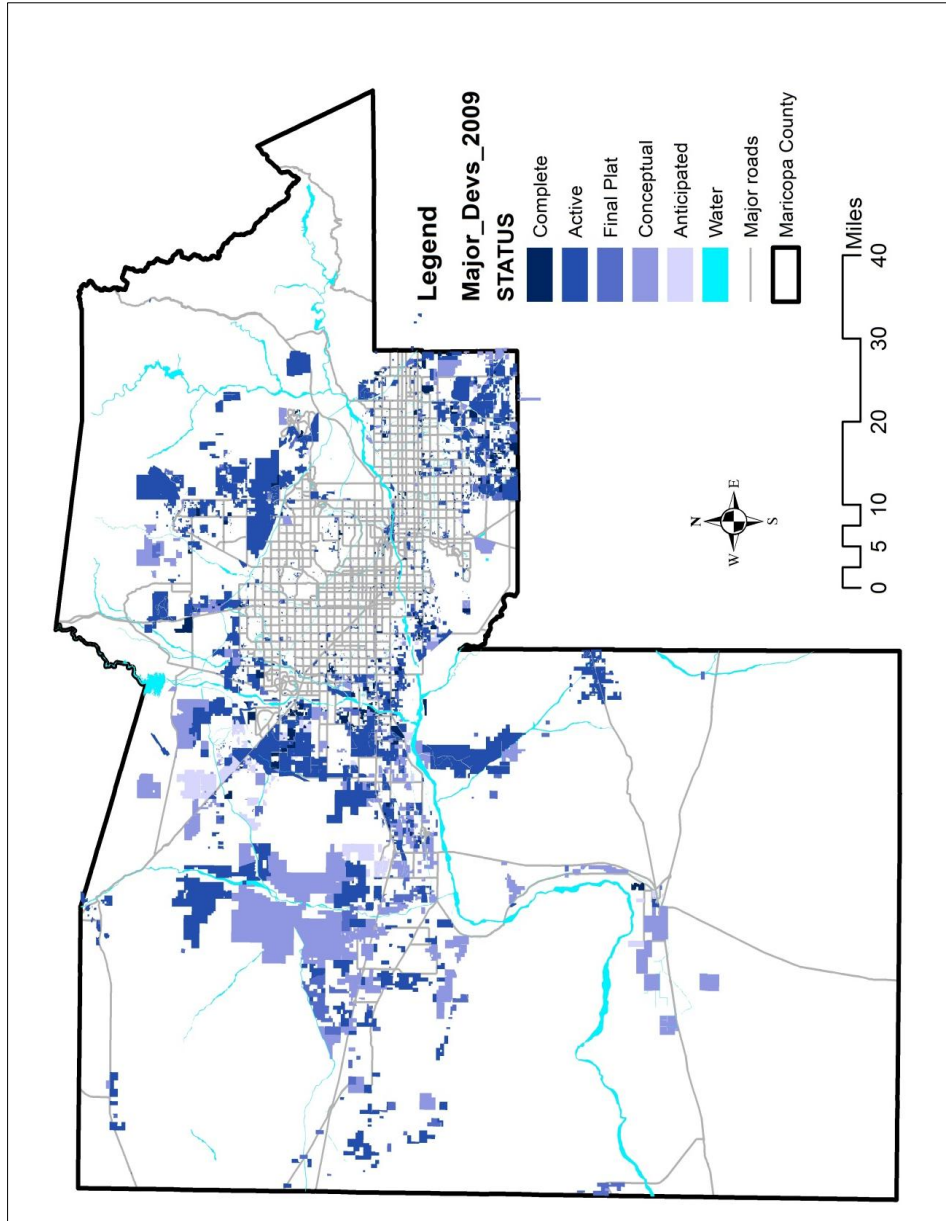 Legend
Major_Devs_2009
STATUS
Complete
Active
Final Plat
Conceptual
Anticipated
Water
Major roads
Maricopa County
N
W E
S
0 5 10 20 30 40
Miles